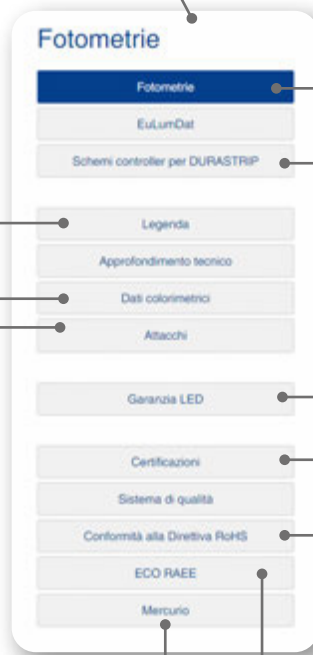 Fotometrie
Fotometrie
EuLumDat
Schemi controller per DURASTRIP
Legenda
Approfondimento tecnico
Dati colorimetrici
Attacchi
Garanzia LED
Certificazioni
Sistema di qualità
Conformità alla Direttiva RoHS
ECO RAEE
Mercurio